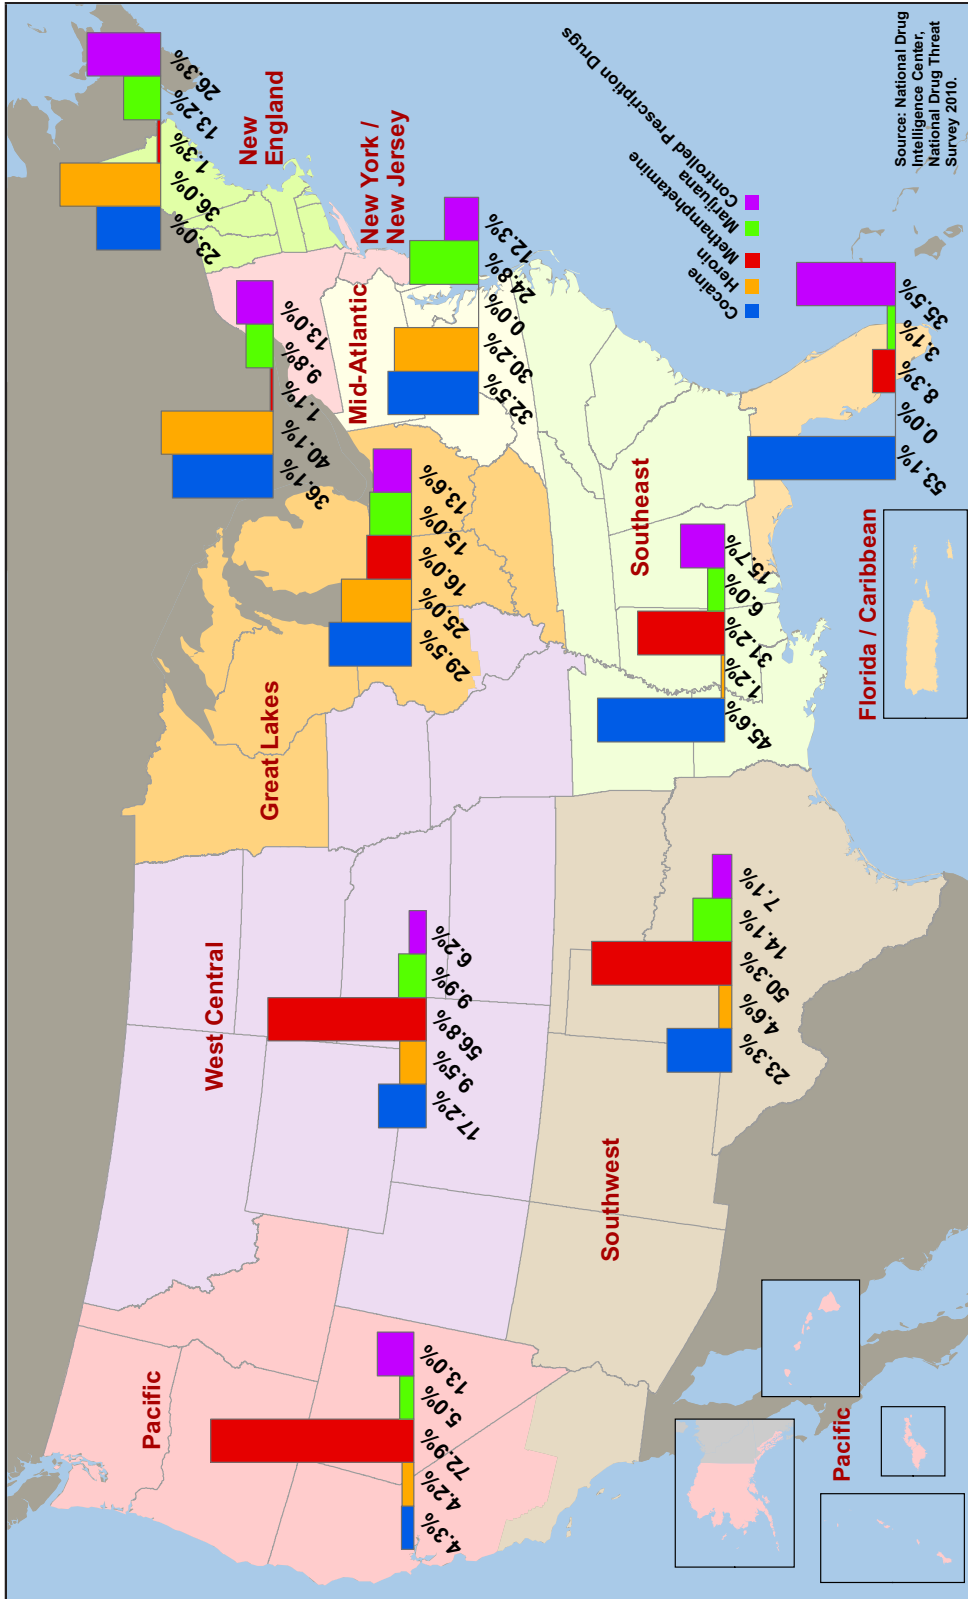 Pacific
4.3%
4.2%
72.9%
5.0%
13.0%
West Central
17.2%
9.5%
56.8%
9.9%
6.2%
Southwest
23.3%
4.6%
50.3%
14.1%
7.1%
Great Lakes
29.5%
25.0%
16.0%
15.0%
13.6%
Southeast
45.6%
1.2%
31.2%
6.0%
15.7%
Florida / Caribbean
53.1%
0.0%
8.3%
3.1%
35.5%
Mid-Atlantic
32.5%
30.2%
0.0%
24.8%
12.3%
New York /
New Jersey
36.1%
40.1%
1.1%
9.8%
13.0%
New
England
23.0%
36.0%
1.3%
13.2%
26.3%
Pacific
Cocaine
Heroin
Methamphetamine
Marijuana
Controlled Prescription Drugs
Source: National Drug
Intelligence Center,
National Drug Threat
Survey 2010.